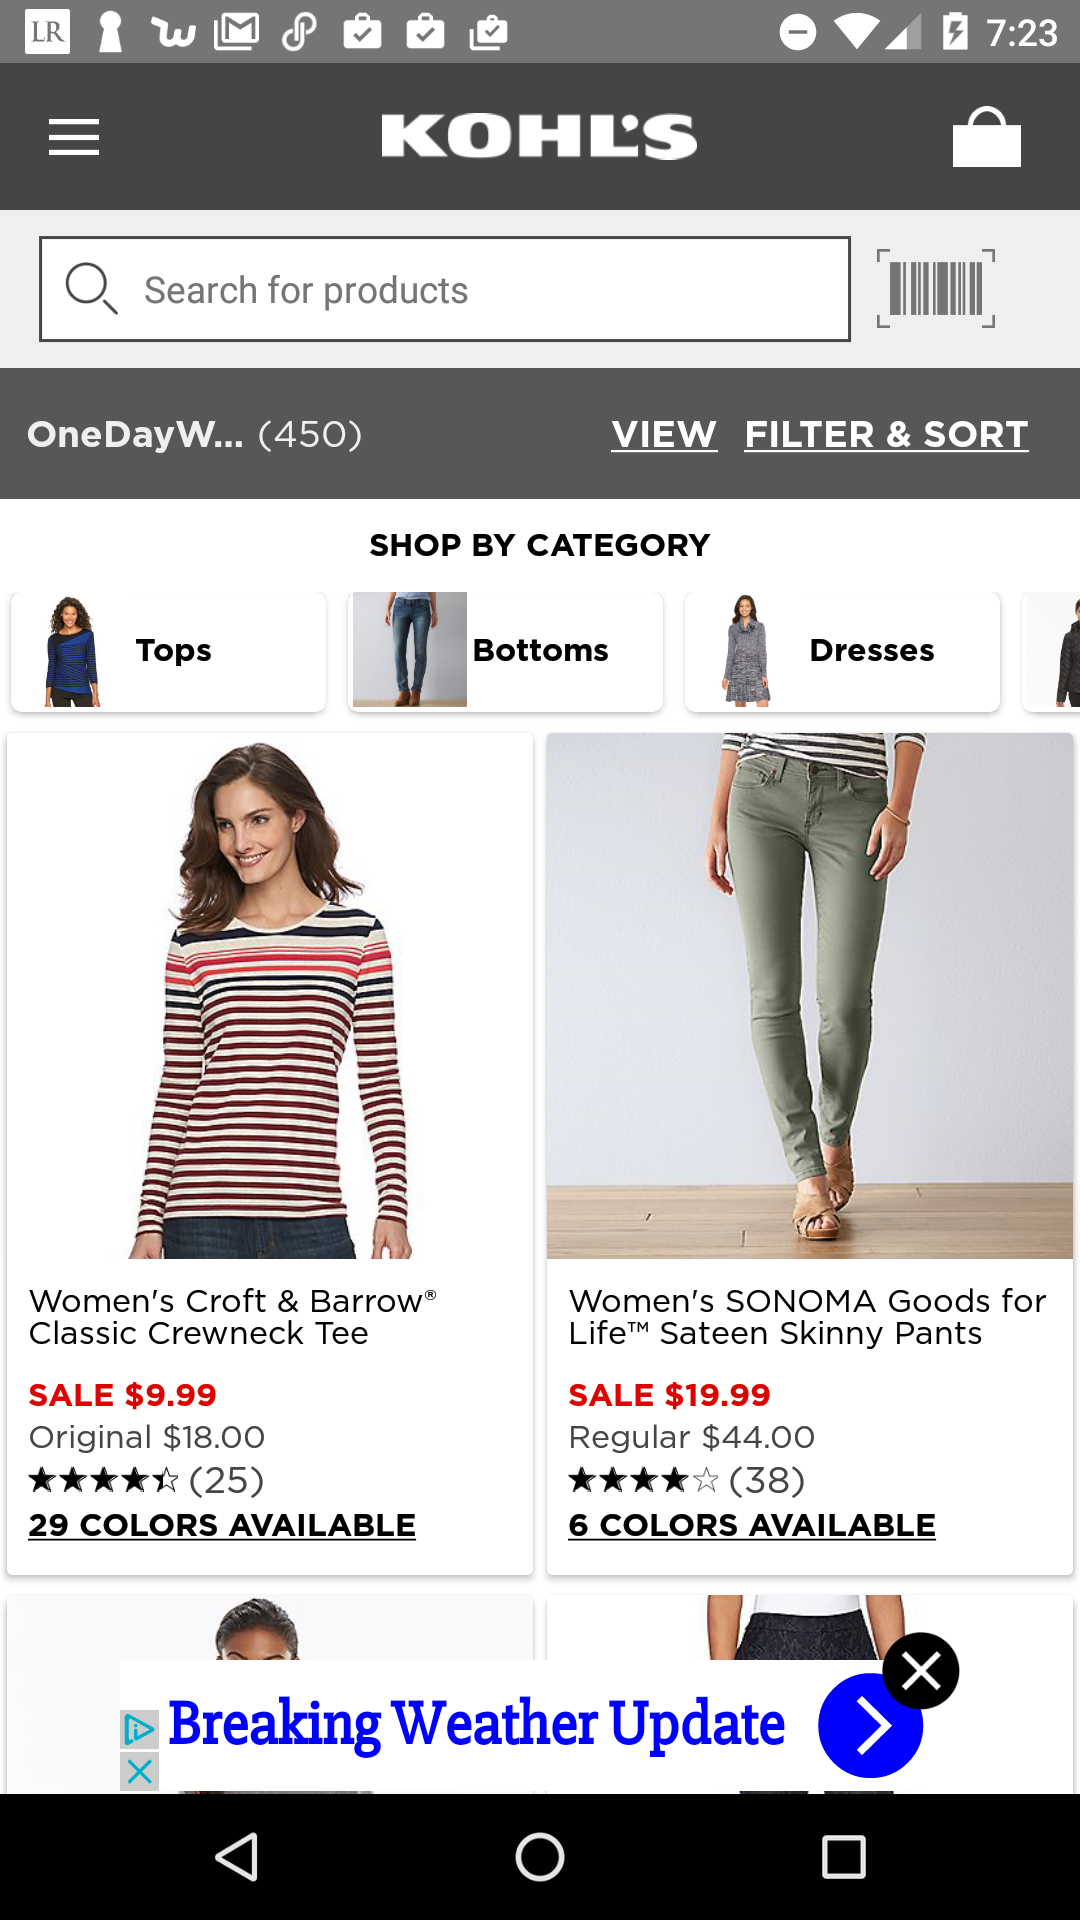 LR 7:23
KOHL'S
Search for products
OneDayW... (450) VIEW FILTER & SORT
SHOP BY CATEGORY
Tops Bottoms Dresses
Women's Croft & Barrow®
Classic Crewneck Tee
SALE $9.99
Original $18.00
(25)
29 COLORS AVAILABLE
Women's SONOMA Goods for
Life™ Sateen Skinny Pants
SALE $19.99
Regular $44.00
(38)
6 COLORS AVAILABLE
Breaking Weather Update